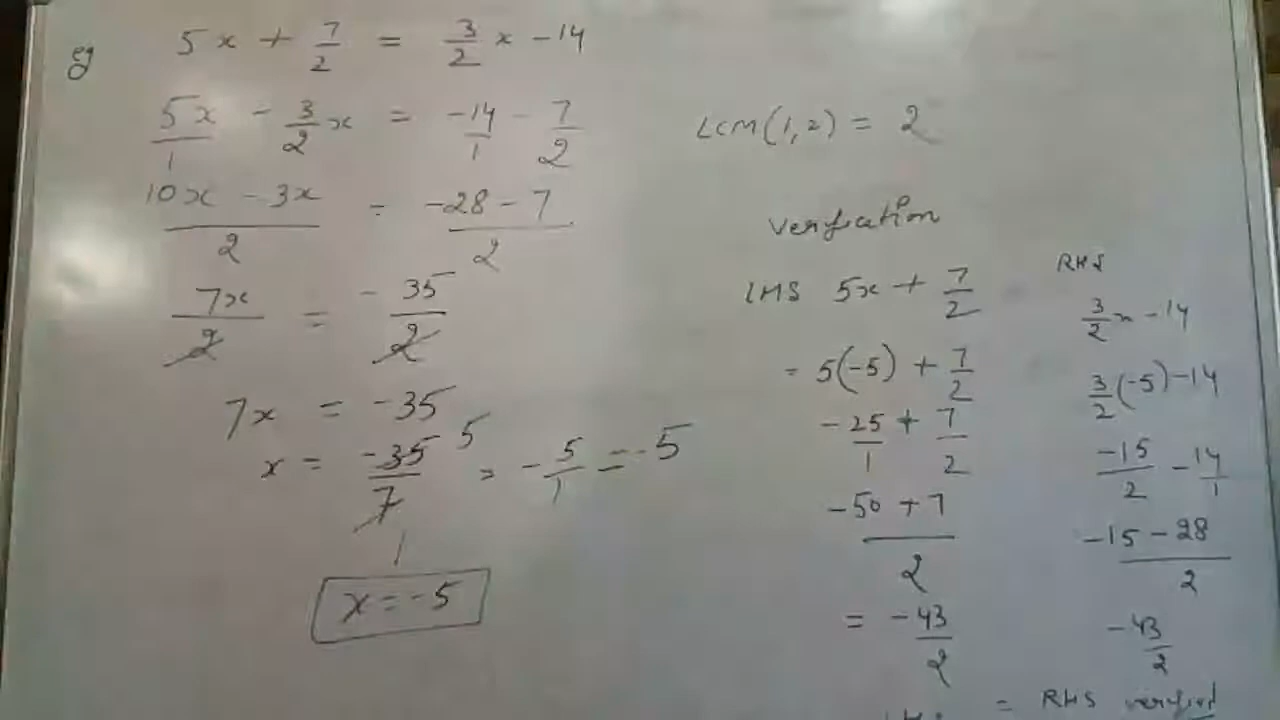 eg 5x + 7/2 = 3/2 x - 14
5x/1 - 3/2 x = -14/1 - 7/2
10x - 3x/2 = -28 - 7/2
7x/2 = -35/2
7x = -35
x = -35/7 5 1 = -5/1 = -5
x = -5
LCM(1,2) = 2
Verification
LHS 5x + 7/2
= 5(-5) + 7/2
-25/1 + 7/2
-50 + 7/2
= -43/2
RHS
3/2 x - 14
3/2 (-5) - 14
-15/2 - 14/1
-15 - 28/2
-43/2
= RHS verified